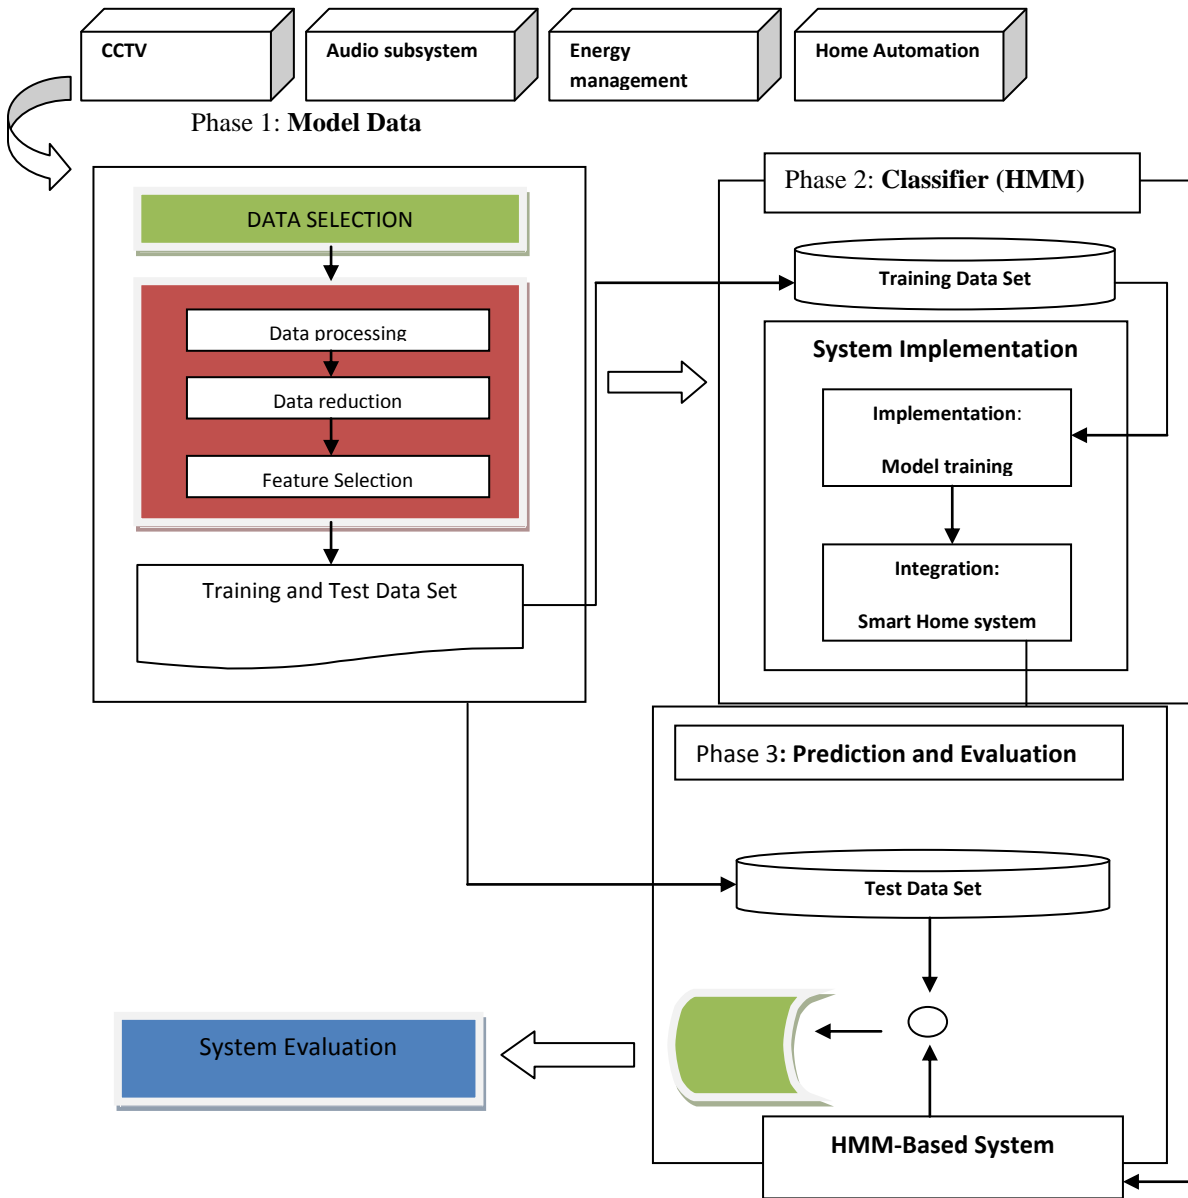 CCTV
Audio subsystem
Energy
management
Home Automation
Phase 1: Model Data
DATA SELECTION
Data processing
Data reduction
Feature Selection
Training and Test Data Set
Phase 2: Classifier (HMM)
Training Data Set
System Implementation
Implementation:
Model training
Integration:
Smart Home system
Phase 3: Prediction and Evaluation
Test Data Set
System Evaluation
HMM-Based System